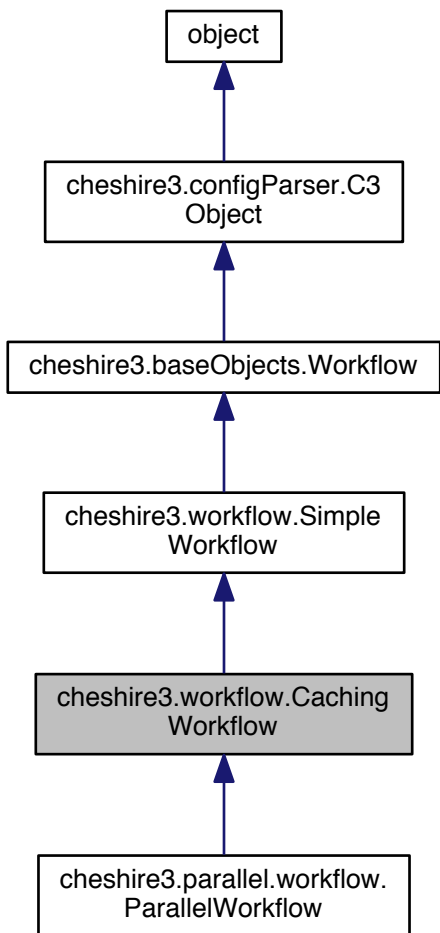 object
cheshire3.configParser.C3
Object
cheshire3.baseObjects.Workflow
cheshire3.workflow.Simple
Workflow
cheshire3.workflow.Caching
Workflow
cheshire3.parallel.workflow.
ParallelWorkflow